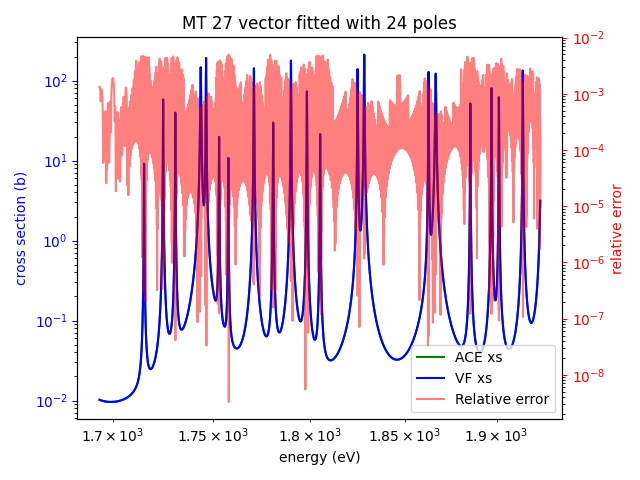 MT 27 vector fitted with 24 poles
10²
10¹
10⁰
10⁻¹
10⁻²
cross section (b)
10⁻²
10⁻³
10⁻⁴
10⁻⁵
10⁻⁶
10⁻⁷
10⁻⁸
relative error
ACE xs
VF xs
Relative error
1.7 × 10³
1.75 × 10³
1.8 × 10³
1.85 × 10³
1.9 × 10³
energy (eV)